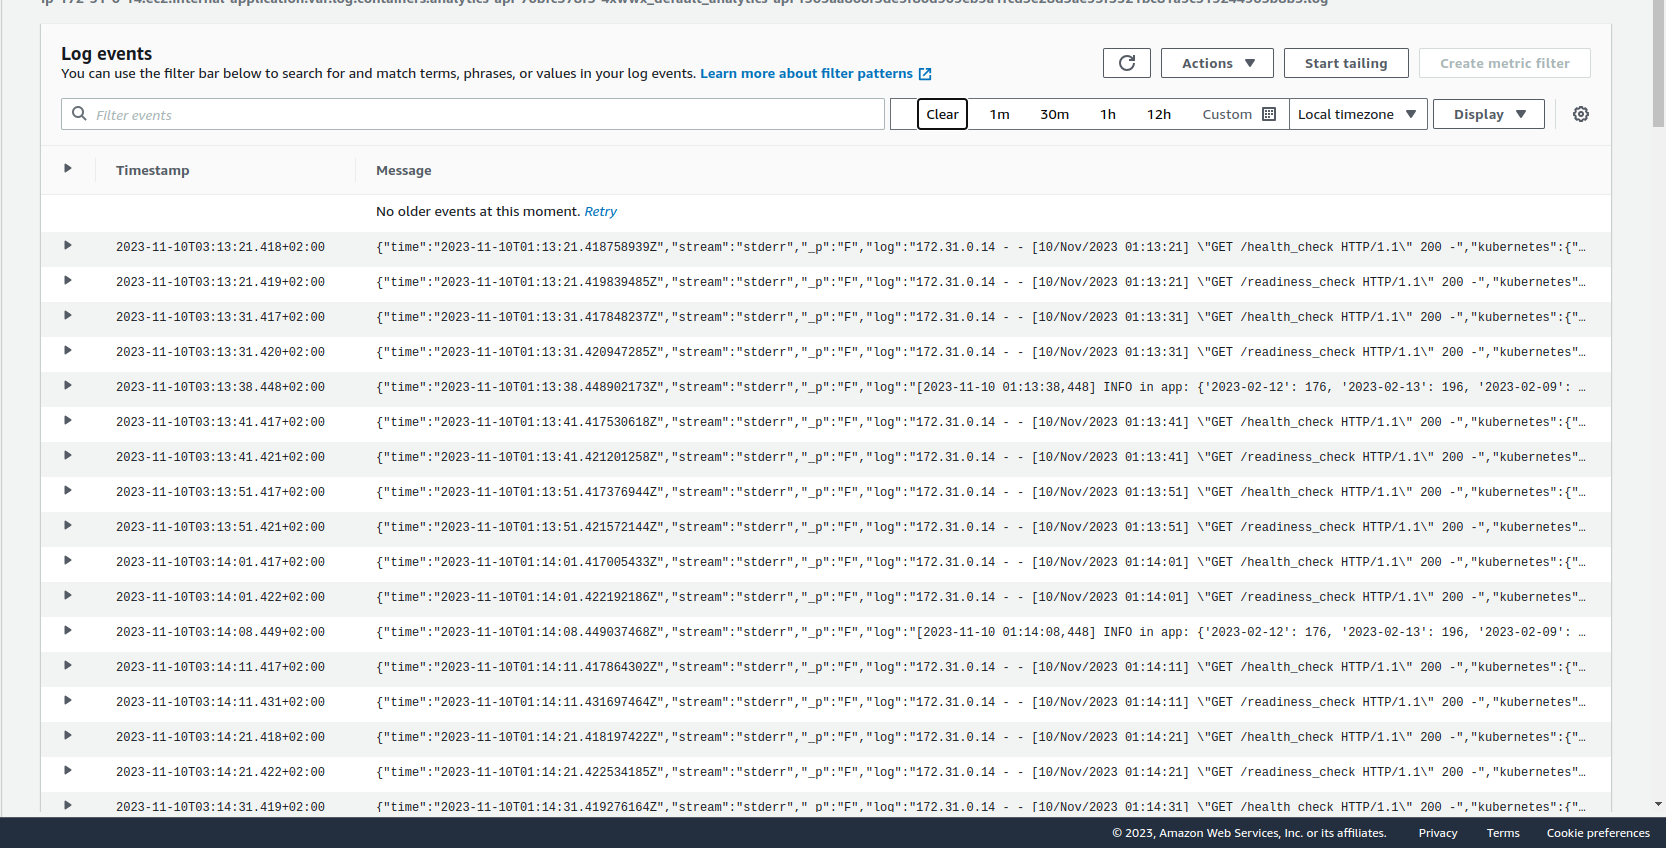 Log events
You can use the filter bar below to search for and match terms, phrases, or values in your log events. Learn more about filter patterns
Actions
Start tailing
Create metric filter
Filter events
Clear 1m 30m 1h 12h Custom Local timezone Display
Timestamp Message
No older events at this moment. Retry
2023-11-10T03:13:21.418+02:00 {"time":"2023-11-10T01:13:21.418758939Z","stream":"stderr","_p":"F","log":"172.31.0.14 - - [10/Nov/2023 01:13:21] \"GET /health_check HTTP/1.1\" 200 -","kubernetes":{"…
2023-11-10T03:13:21.419+02:00 {"time":"2023-11-10T01:13:21.419839485Z","stream":"stderr","_p":"F","log":"172.31.0.14 - - [10/Nov/2023 01:13:21] \"GET /readiness_check HTTP/1.1\" 200 -","kubernetes"…
2023-11-10T03:13:31.417+02:00 {"time":"2023-11-10T01:13:31.417848237Z","stream":"stderr","_p":"F","log":"172.31.0.14 - - [10/Nov/2023 01:13:31] \"GET /health_check HTTP/1.1\" 200 -","kubernetes":{"…
2023-11-10T03:13:31.420+02:00 {"time":"2023-11-10T01:13:31.420947285Z","stream":"stderr","_p":"F","log":"172.31.0.14 - - [10/Nov/2023 01:13:31] \"GET /readiness_check HTTP/1.1\" 200 -","kubernetes"…
2023-11-10T03:13:38.448+02:00 {"time":"2023-11-10T01:13:38.448902173Z","stream":"stderr","_p":"F","log":"[2023-11-10 01:13:38,448] INFO in app: {'2023-02-12': 176, '2023-02-13': 196, '2023-02-09': …
2023-11-10T03:13:41.417+02:00 {"time":"2023-11-10T01:13:41.417530618Z","stream":"stderr","_p":"F","log":"172.31.0.14 - - [10/Nov/2023 01:13:41] \"GET /health_check HTTP/1.1\" 200 -","kubernetes":{"…
2023-11-10T03:13:41.421+02:00 {"time":"2023-11-10T01:13:41.421201258Z","stream":"stderr","_p":"F","log":"172.31.0.14 - - [10/Nov/2023 01:13:41] \"GET /readiness_check HTTP/1.1\" 200 -","kubernetes"…
2023-11-10T03:13:51.417+02:00 {"time":"2023-11-10T01:13:51.417376944Z","stream":"stderr","_p":"F","log":"172.31.0.14 - - [10/Nov/2023 01:13:51] \"GET /health_check HTTP/1.1\" 200 -","kubernetes":{"…
2023-11-10T03:13:51.421+02:00 {"time":"2023-11-10T01:13:51.421572144Z","stream":"stderr","_p":"F","log":"172.31.0.14 - - [10/Nov/2023 01:13:51] \"GET /readiness_check HTTP/1.1\" 200 -","kubernetes"…
2023-11-10T03:14:01.417+02:00 {"time":"2023-11-10T01:14:01.417005433Z","stream":"stderr","_p":"F","log":"172.31.0.14 - - [10/Nov/2023 01:14:01] \"GET /health_check HTTP/1.1\" 200 -","kubernetes":{"…
2023-11-10T03:14:01.422+02:00 {"time":"2023-11-10T01:14:01.422192186Z","stream":"stderr","_p":"F","log":"172.31.0.14 - - [10/Nov/2023 01:14:01] \"GET /readiness_check HTTP/1.1\" 200 -","kubernetes"…
2023-11-10T03:14:08.449+02:00 {"time":"2023-11-10T01:14:08.449037468Z","stream":"stderr","_p":"F","log":"[2023-11-10 01:14:08,448] INFO in app: {'2023-02-12': 176, '2023-02-13': 196, '2023-02-09': …
2023-11-10T03:14:11.417+02:00 {"time":"2023-11-10T01:14:11.417864302Z","stream":"stderr","_p":"F","log":"172.31.0.14 - - [10/Nov/2023 01:14:11] \"GET /health_check HTTP/1.1\" 200 -","kubernetes":{"…
2023-11-10T03:14:11.431+02:00 {"time":"2023-11-10T01:14:11.431697464Z","stream":"stderr","_p":"F","log":"172.31.0.14 - - [10/Nov/2023 01:14:11] \"GET /readiness_check HTTP/1.1\" 200 -","kubernetes"…
2023-11-10T03:14:21.418+02:00 {"time":"2023-11-10T01:14:21.418197422Z","stream":"stderr","_p":"F","log":"172.31.0.14 - - [10/Nov/2023 01:14:21] \"GET /health_check HTTP/1.1\" 200 -","kubernetes":{"…
2023-11-10T03:14:21.422+02:00 {"time":"2023-11-10T01:14:21.422534185Z","stream":"stderr","_p":"F","log":"172.31.0.14 - - [10/Nov/2023 01:14:21] \"GET /readiness_check HTTP/1.1\" 200 -","kubernetes"…
2023-11-10T03:14:31.419+02:00 {"time":"2023-11-10T01:14:31.419276164Z","stream":"stderr","_p":"F","log":"172.31.0.14 - - [10/Nov/2023 01:14:31] \"GET /health_check HTTP/1.1\" 200 -","kubernetes":{"…
© 2023, Amazon Web Services, Inc. or its affiliates. Privacy Terms Cookie preferences